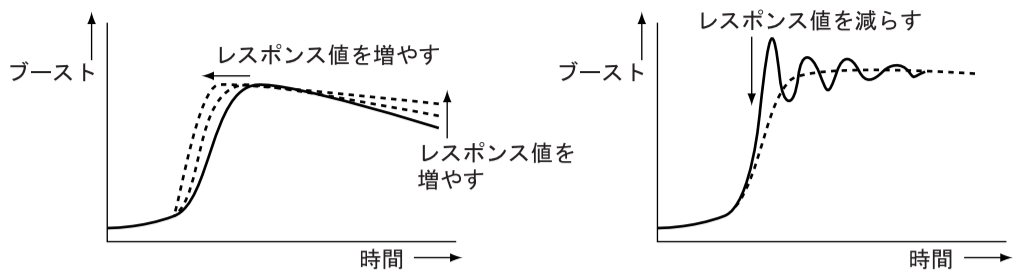 ブースト
レスポンス値を増やす
レスポンス値を
増やす
時間
レスポンス値を減らす
ブースト
時間